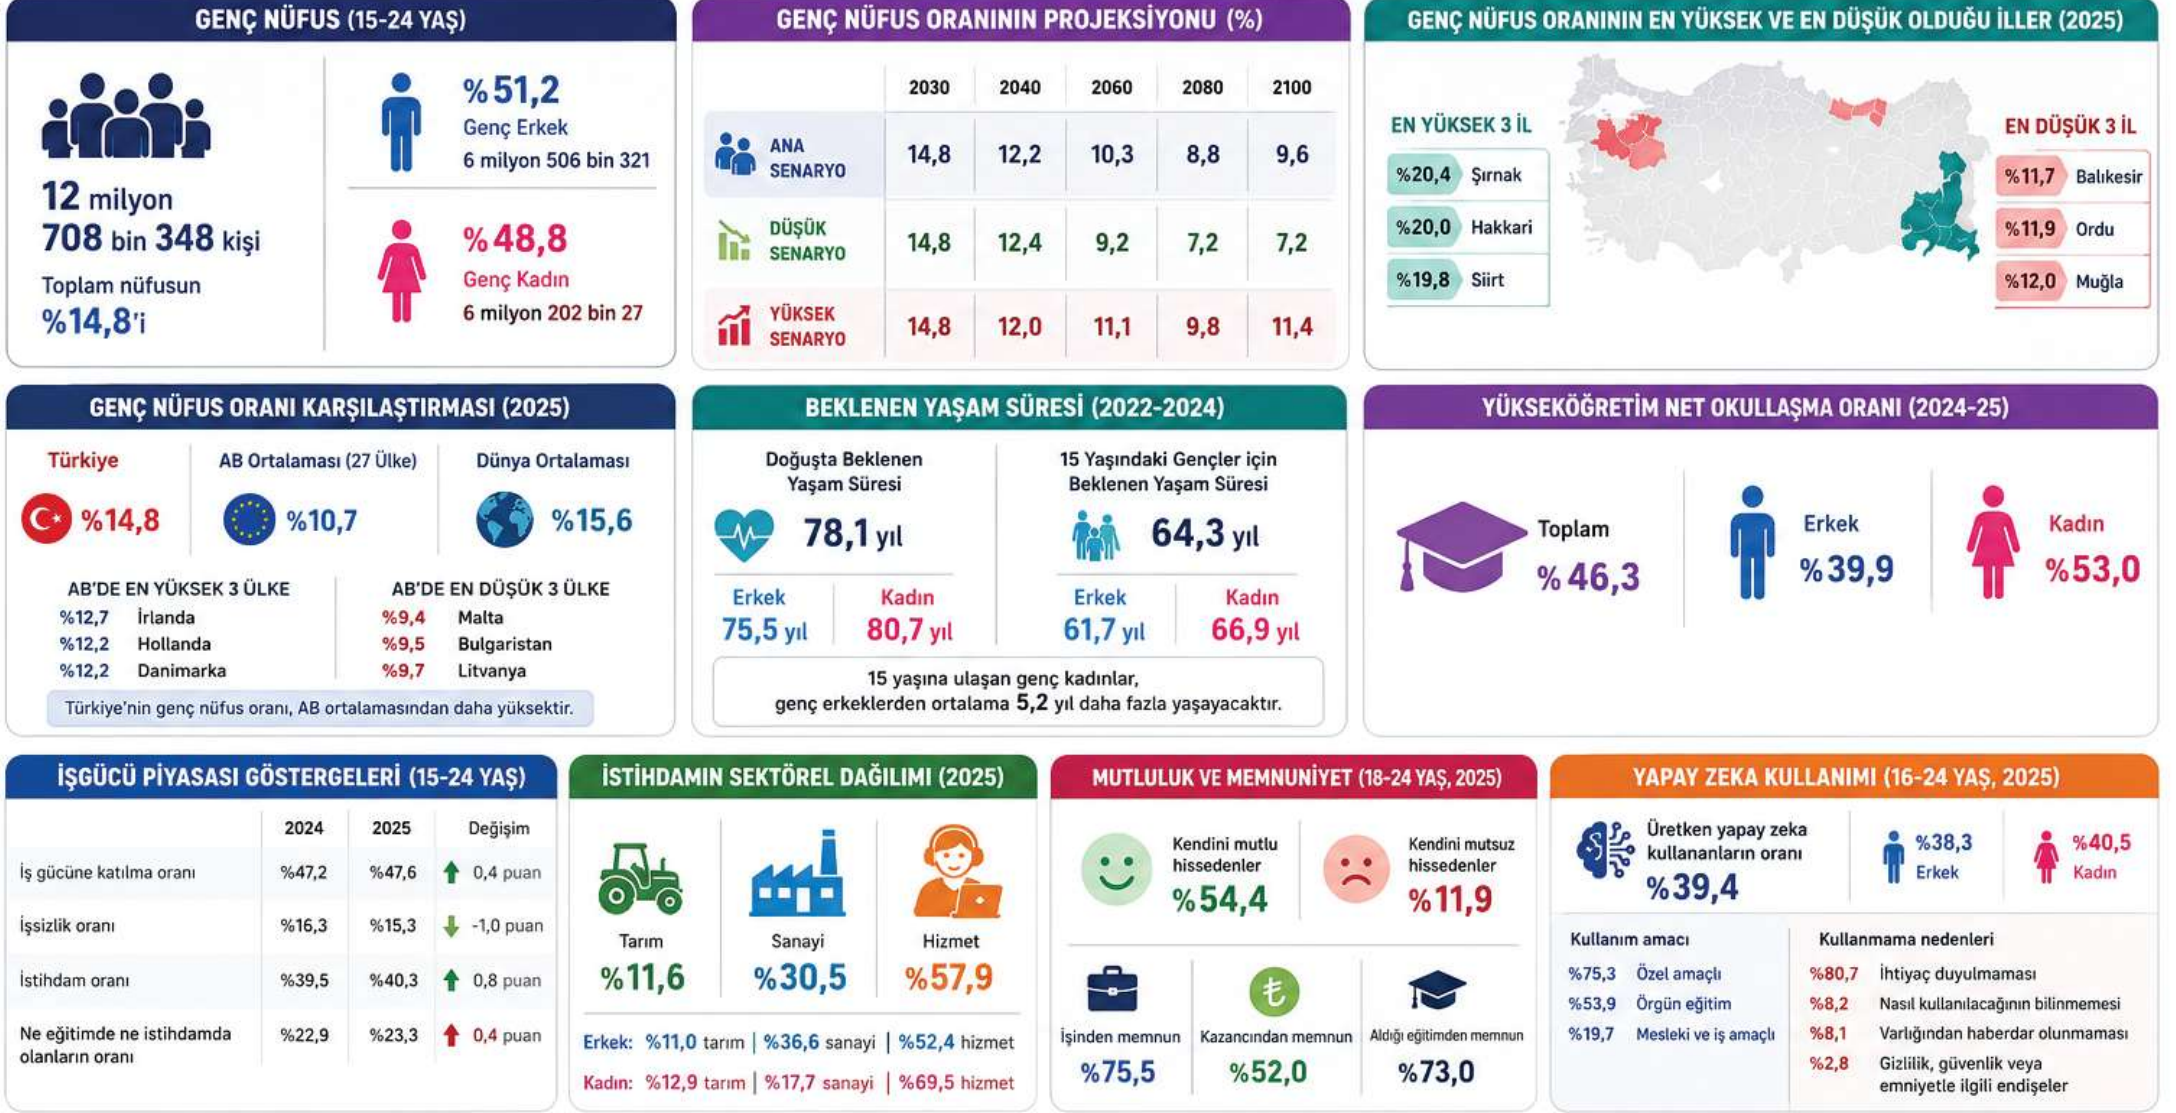 GENÇ NÜFUS (15-24 YAŞ)
12 milyon
708 bin 348 kişi
Toplam nüfusun
%14,8'i
%51,2
Genç Erkek
6 milyon 506 bin 321
%48,8
Genç Kadın
6 milyon 202 bin 27
GENÇ NÜFUS ORANININ PROJEKSİYONU (%)
2030 2040 2060 2080 2100
ANA SENARYO 14,8 12,2 10,3 8,8 9,6
DÜŞÜK SENARYO 14,8 12,4 9,2 7,2 7,2
YÜKSEK SENARYO 14,8 12,0 11,1 9,8 11,4
GENÇ NÜFUS ORANININ EN YÜKSEK VE EN DÜŞÜK OLDUĞU İLLER (2025)
EN YÜKSEK 3 İL
%20,4 Şırnak
%20,0 Hakkari
%19,8 Siirt
EN DÜŞÜK 3 İL
%11,7 Balıkesir
%11,9 Ordu
%12,0 Muğla
GENÇ NÜFUS ORANI KARŞILAŞTIRMASI (2025)
Türkiye
%14,8
AB Ortalaması (27 Ülke)
%10,7
Dünya Ortalaması
%15,6
AB'DE EN YÜKSEK 3 ÜLKE
%12,7 İrlanda
%12,2 Hollanda
%12,2 Danimarka
AB'DE EN DÜŞÜK 3 ÜLKE
%9,4 Malta
%9,5 Bulgaristan
%9,7 Litvanya
Türkiye'nin genç nüfus oranı, AB ortalamasından daha yüksektir.
BEKLENEN YAŞAM SÜRESİ (2022-2024)
Doğuşta Beklenen
Yaşam Süresi
78,1 yıl
Erkek
75,5 yıl
Kadın
80,7 yıl
15 Yaşındaki Gençler için
Beklenen Yaşam Süresi
64,3 yıl
Erkek
61,7 yıl
Kadın
66,9 yıl
15 yaşına ulaşan genç kadınlar,
genç erkeklerden ortalama 5,2 yıl daha fazla yaşayacaktır.
YÜKSEKÖĞRETİM NET OKULLAŞMA ORANI (2024-25)
Toplam
%46,3
Erkek
%39,9
Kadın
%53,0
İŞGÜCÜ PİYASASI GÖSTERGELERİ (15-24 YAŞ)
2024 2025 Değişim
İş gücüne katılma oranı %47,2 %47,6 0,4 puan
İşsizlik oranı %16,3 %15,3 -1,0 puan
İstihdam oranı %39,5 %40,3 0,8 puan
Ne eğitimde ne istihdamda
olanların oranı %22,9 %23,3 0,4 puan
İSTİHDAMIN SEKTÖREL DAĞILIMI (2025)
Tarım
%11,6
Sanayi
%30,5
Hizmet
%57,9
Erkek: %11,0 tarım | %36,6 sanayi | %52,4 hizmet
Kadın: %12,9 tarım | %17,7 sanayi | %69,5 hizmet
MUTLULUK VE MEMNUNİYET (18-24 YAŞ, 2025)
Kendini mutlu
hissedenler
%54,4
Kendini mutsuz
hissedenler
%11,9
İşinden memnun
%75,5
Kazancından memnun
%52,0
Aldığı eğitimden memnun
%73,0
YAPAY ZEKA KULLANIMI (16-24 YAŞ, 2025)
Üretken yapay zeka
kullananların oranı
%39,4
%38,3
Erkek
%40,5
Kadın
Kullanım amacı
%75,3 Özel amaçlı
%53,9 Örgün eğitim
%19,7 Mesleki ve iş amaçlı
Kullanmama nedenleri
%80,7 İhtiyaç duyulmaması
%8,2 Nasıl kullanılacağının bilinmemesi
%8,1 Varlığından haberdar olunmaması
%2,8 Gizlilik, güvenlik veya
emniyetle ilgili endişeler